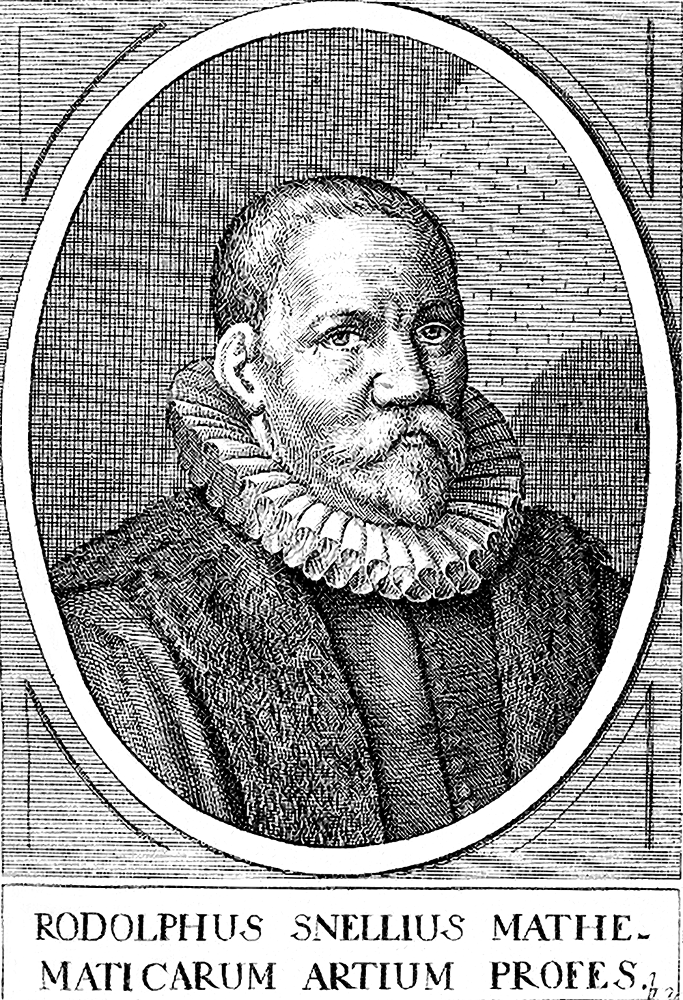 RODOLPHUS SNELLIUS MATHE-
MATICARUM ARTIUM PROFES.